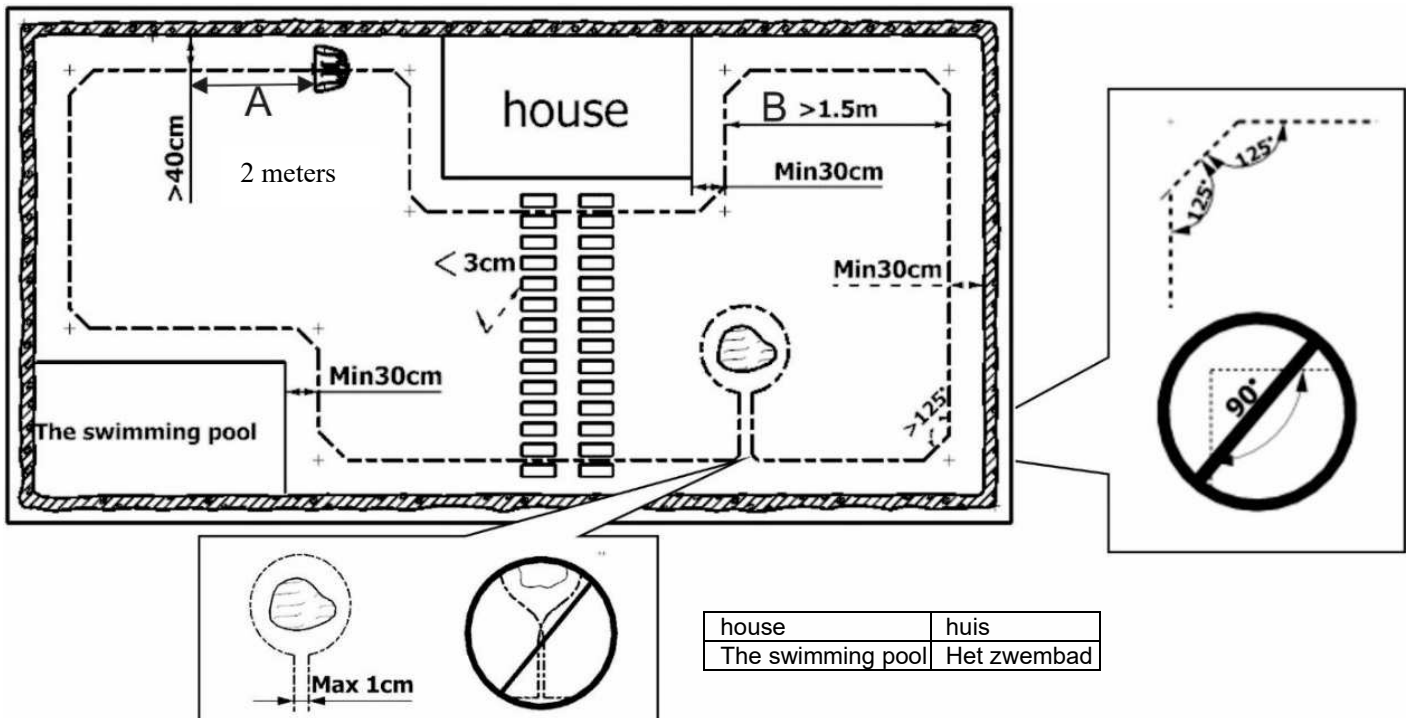 A
>40cm
2 meters
house
B >1.5m
Min30cm
< 3cm
Min30cm
Min30cm
The swimming pool
>125°
125°
125°
90°
Max 1cm
house huis
The swimming pool Het zwembad